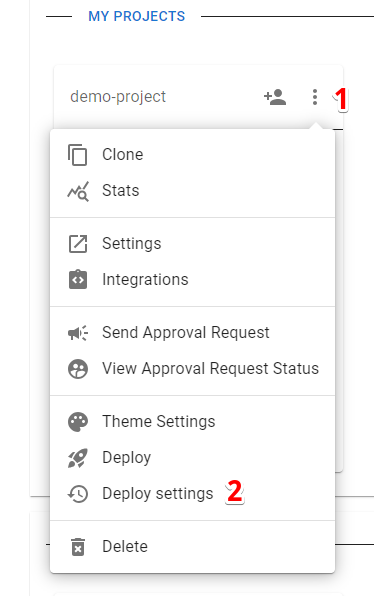 MY PROJECTS
demo-project
1
Clone
Stats
Settings
Integrations
Send Approval Request
View Approval Request Status
Theme Settings
Deploy
Deploy settings 2
Delete